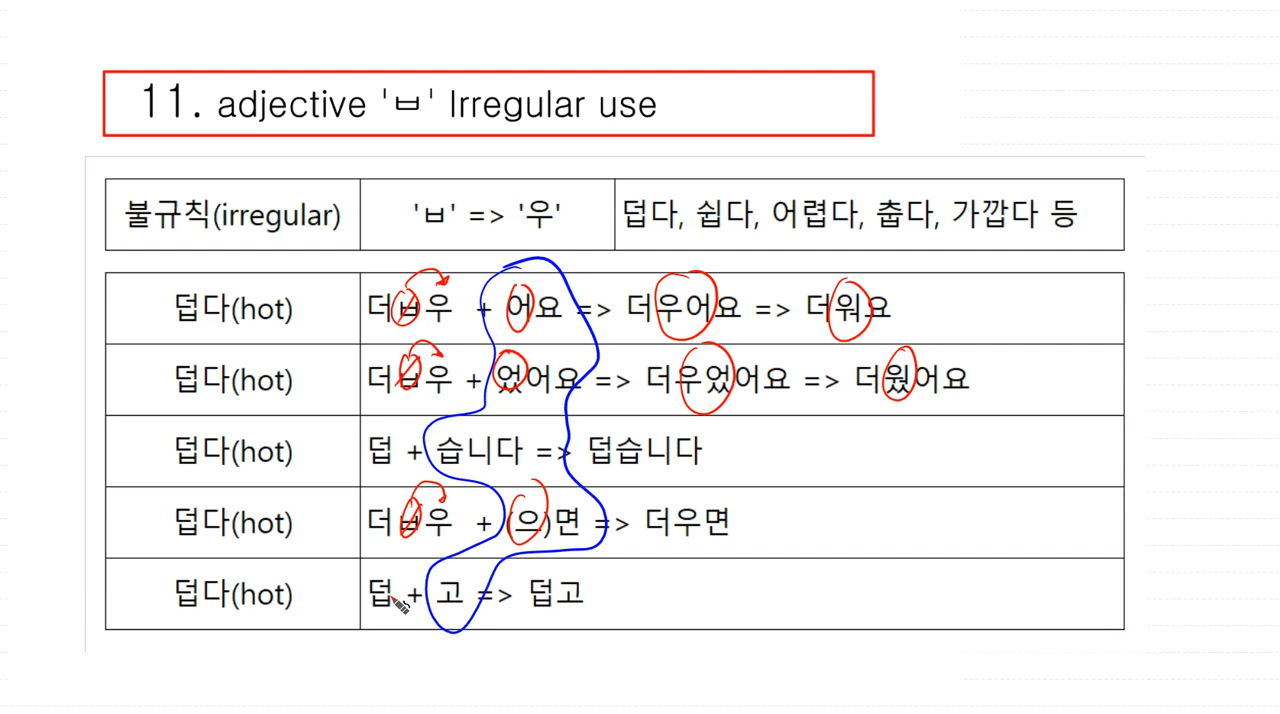 11. adjective 'ㅂ' Irregular use
불규칙(irregular) 'ㅂ' => '우' 덥다, 쉽다, 어렵다, 춥다, 가깝다 등
덥다(hot) 더ㅂ우 + 어요 => 더우어요 => 더워요
덥다(hot) 더ㅂ우 + 었어요 => 더우었어요 => 더웠어요
덥다(hot) 덥 + 습니다 => 덥습니다
덥다(hot) 더ㅂ우 + (으)면 => 더우면
덥다(hot) 덥 + 고 => 덥고